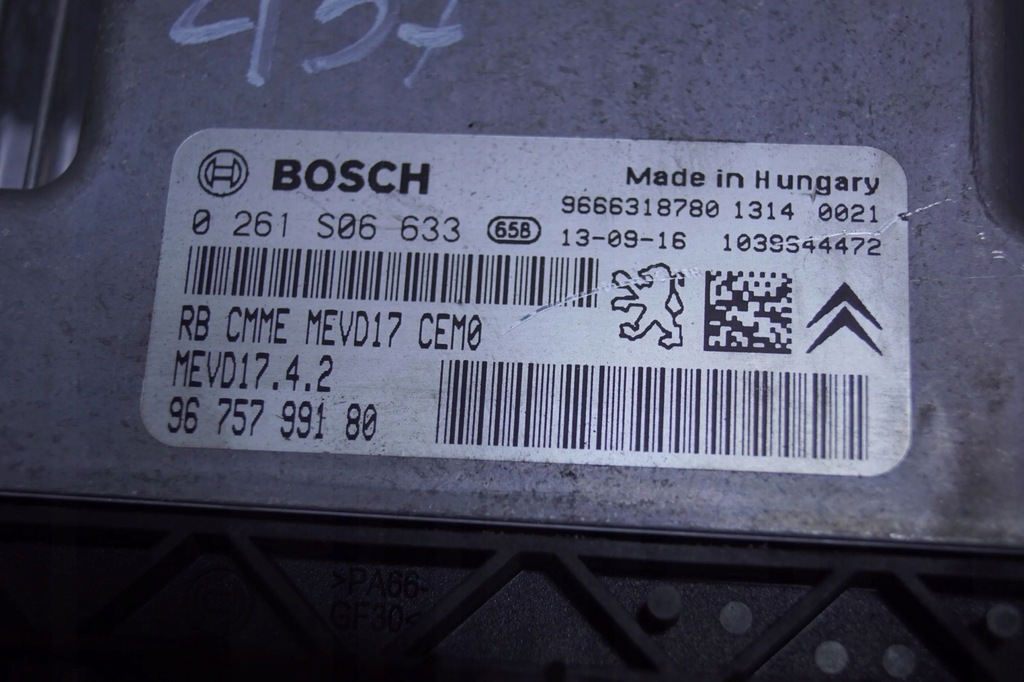 BOSCH
Made in Hungary
9666318780 1314 0021
0 261 S06 633 658 13-09-16 1039S44472
RB CMME MEVD17 CEM0
MEVD17.4.2
96 757 991 80
>PA66-
GF30<